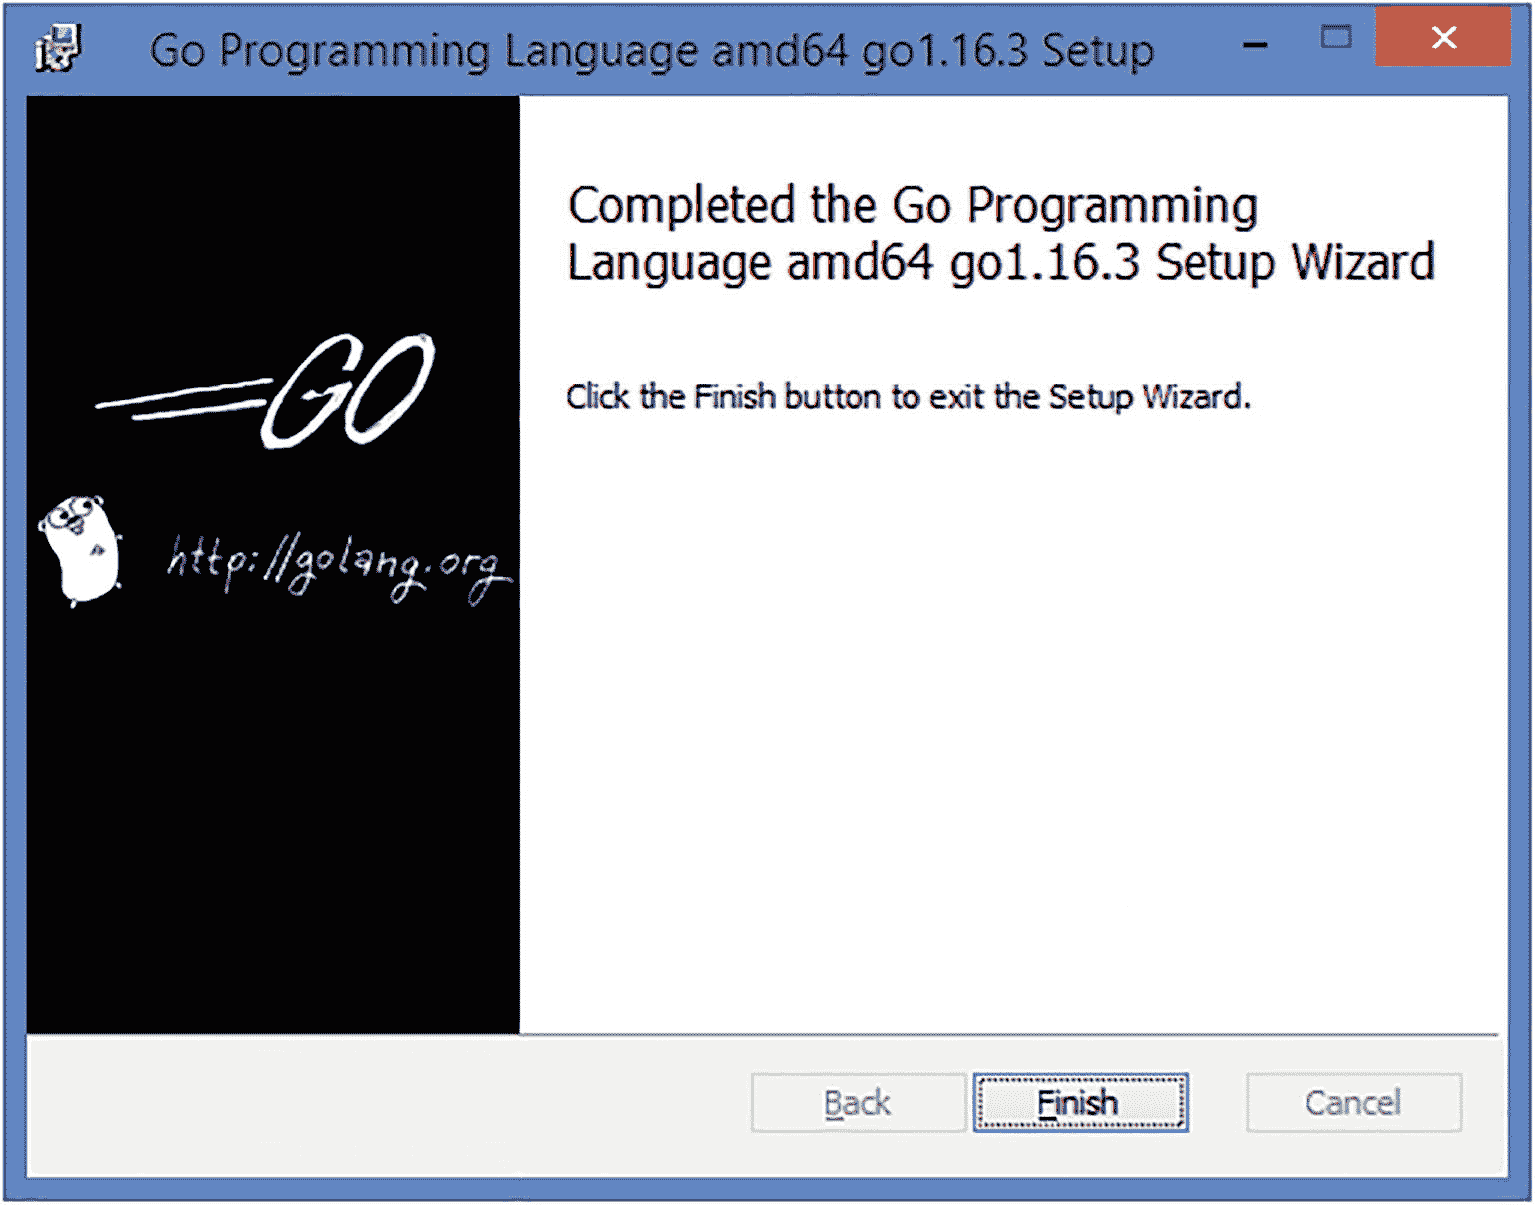 Go Programming Language amd64 go1.16.3 Setup
Completed the Go Programming
Language amd64 go1.16.3 Setup Wizard
Click the Finish button to exit the Setup Wizard.
GO
http://golang.org
Back
Finish
Cancel